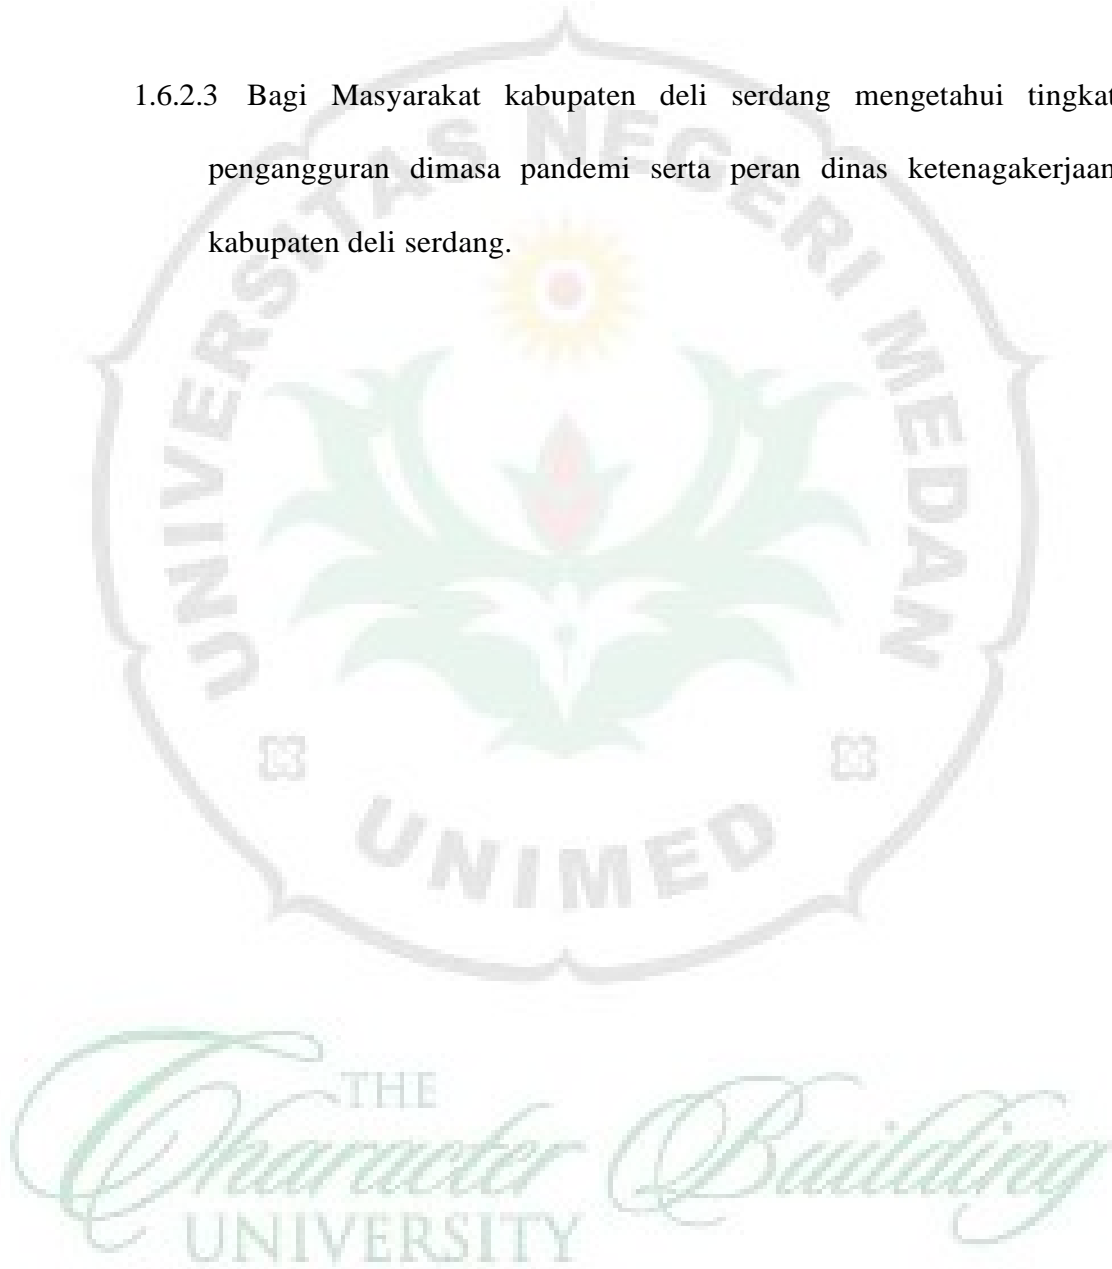 1.6.2.3 Bagi Masyarakat kabupaten deli serdang mengetahui tingkat
pengangguran dimasa pandemi serta peran dinas ketenagakerjaan
kabupaten deli serdang.
UNIVERSITAS NEGERI MEDAN
UNIMED
THE
Character Building
UNIVERSITY